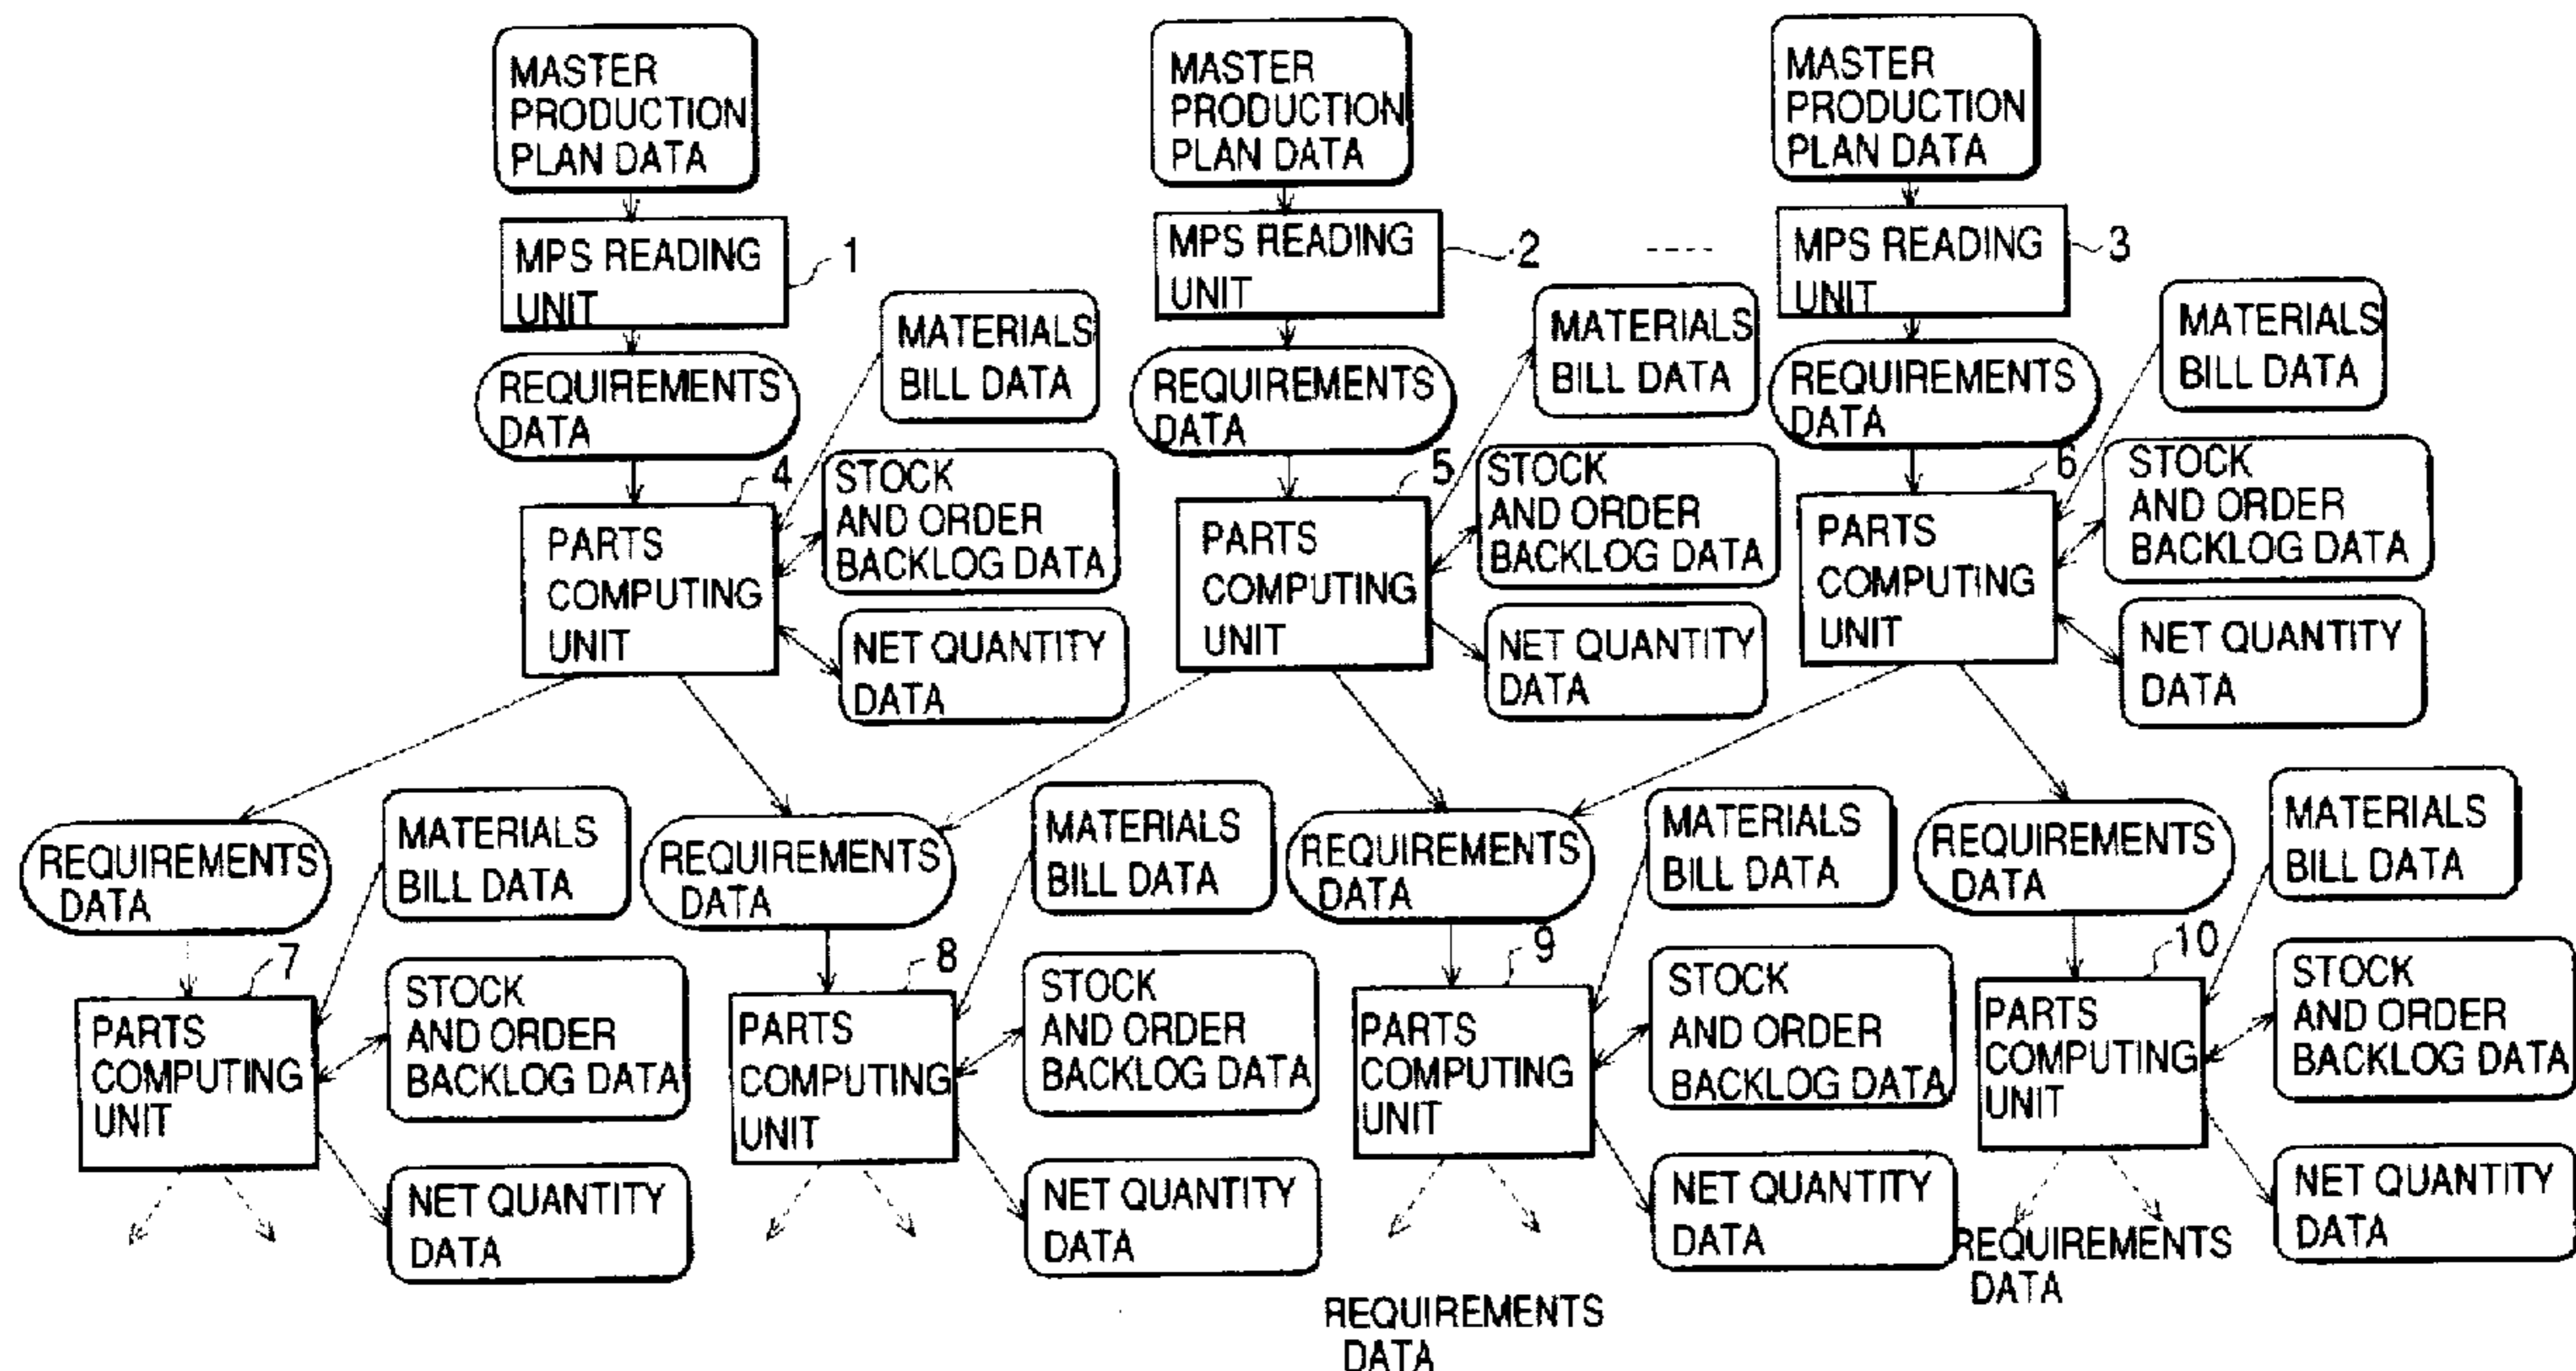 MASTER
PRODUCTION
PLAN DATA
MASTER
PRODUCTION
PLAN DATA
MASTER
PRODUCTION
PLAN DATA
MPS READING
UNIT
1
MPS READING
UNIT
2
MPS READING
UNIT
3
REQUIREMENTS
DATA
MATERIALS
BILL DATA
REQUIREMENTS
DATA
MATERIALS
BILL DATA
REQUIREMENTS
DATA
MATERIALS
BILL DATA
4
PARTS
COMPUTING
UNIT
STOCK
AND ORDER
BACKLOG DATA
NET QUANTITY
DATA
5
PARTS
COMPUTING
UNIT
STOCK
AND ORDER
BACKLOG DATA
NET QUANTITY
DATA
6
PARTS
COMPUTING
UNIT
STOCK
AND ORDER
BACKLOG DATA
NET QUANTITY
DATA
REQUIREMENTS
DATA
MATERIALS
BILL DATA
REQUIREMENTS
DATA
MATERIALS
BILL DATA
REQUIREMENTS
DATA
MATERIALS
BILL DATA
REQUIREMENTS
DATA
MATERIALS
BILL DATA
7
PARTS
COMPUTING
UNIT
STOCK
AND ORDER
BACKLOG DATA
NET QUANTITY
DATA
8
PARTS
COMPUTING
UNIT
STOCK
AND ORDER
BACKLOG DATA
NET QUANTITY
DATA
9
PARTS
COMPUTING
UNIT
STOCK
AND ORDER
BACKLOG DATA
NET QUANTITY
DATA
10
PARTS
COMPUTING
UNIT
STOCK
AND ORDER
BACKLOG DATA
NET QUANTITY
DATA
REQUIREMENTS
DATA
REQUIREMENTS
DATA